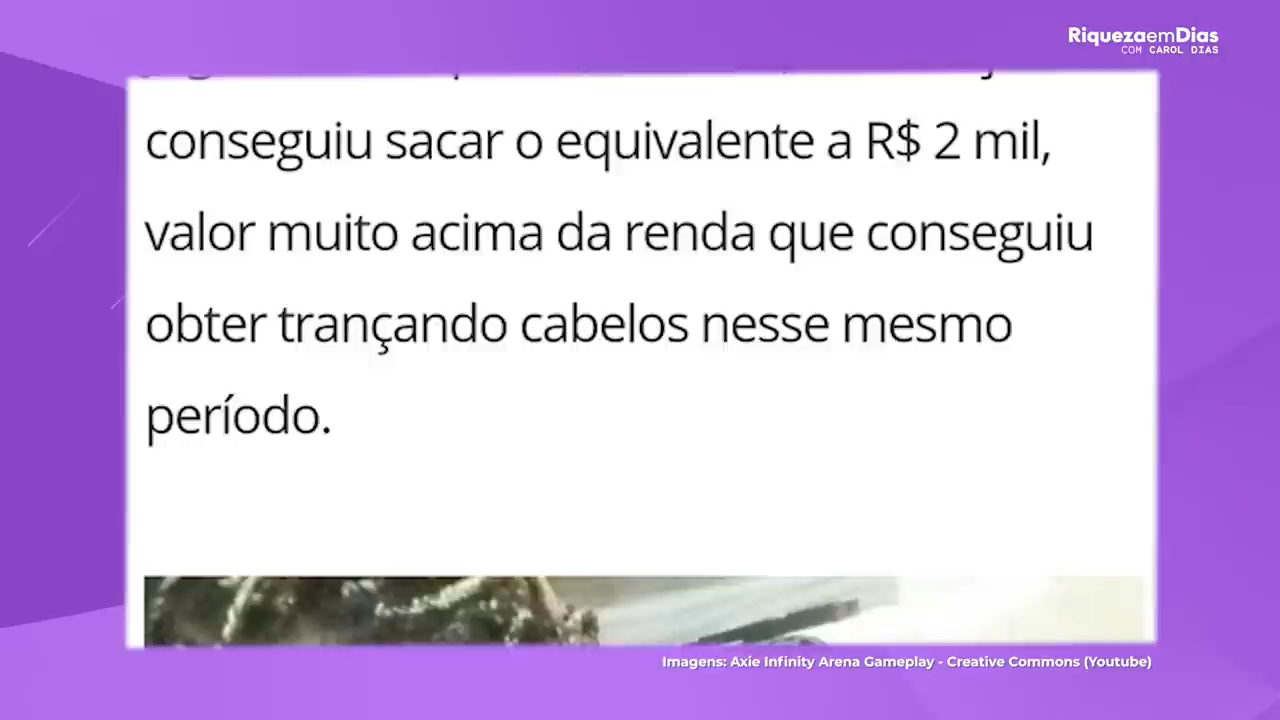 RiquezaemDias
COM CAROL DIAS
conseguiu sacar o equivalente a R$ 2 mil,
valor muito acima da renda que conseguiu
obter trançando cabelos nesse mesmo
período.
Imagens: Axie Infinity Arena Gameplay - Creative Commons (Youtube)